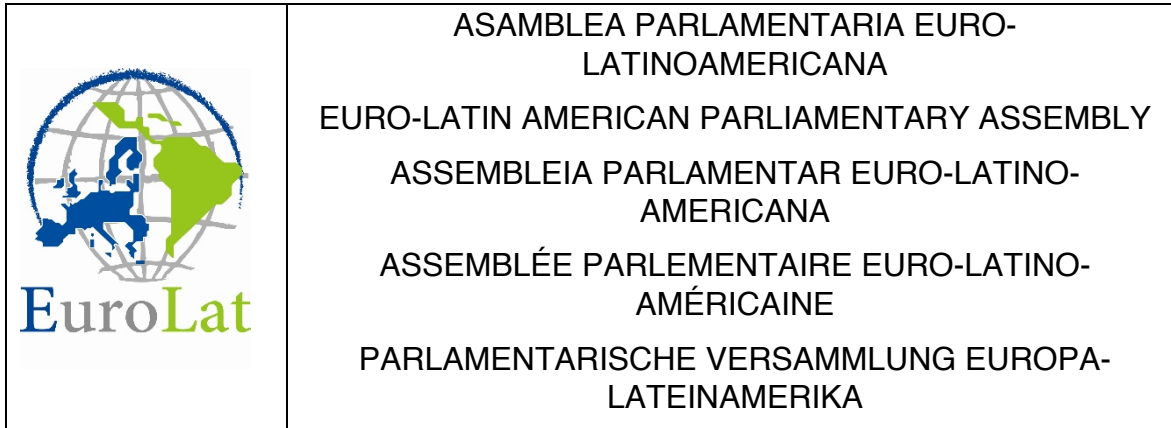 EuroLat
ASAMBLEA PARLAMENTARIA EURO-
LATINOAMERICANA
EURO-LATIN AMERICAN PARLIAMENTARY ASSEMBLY
ASSEMBLEIA PARLAMENTAR EURO-LATINO-
AMERICANA
ASSEMBLÉE PARLEMENTAIRE EURO-LATINO-
AMÉRICAINE
PARLAMENTARISCHE VERSAMMLUNG EUROPA-
LATEINAMERIKA